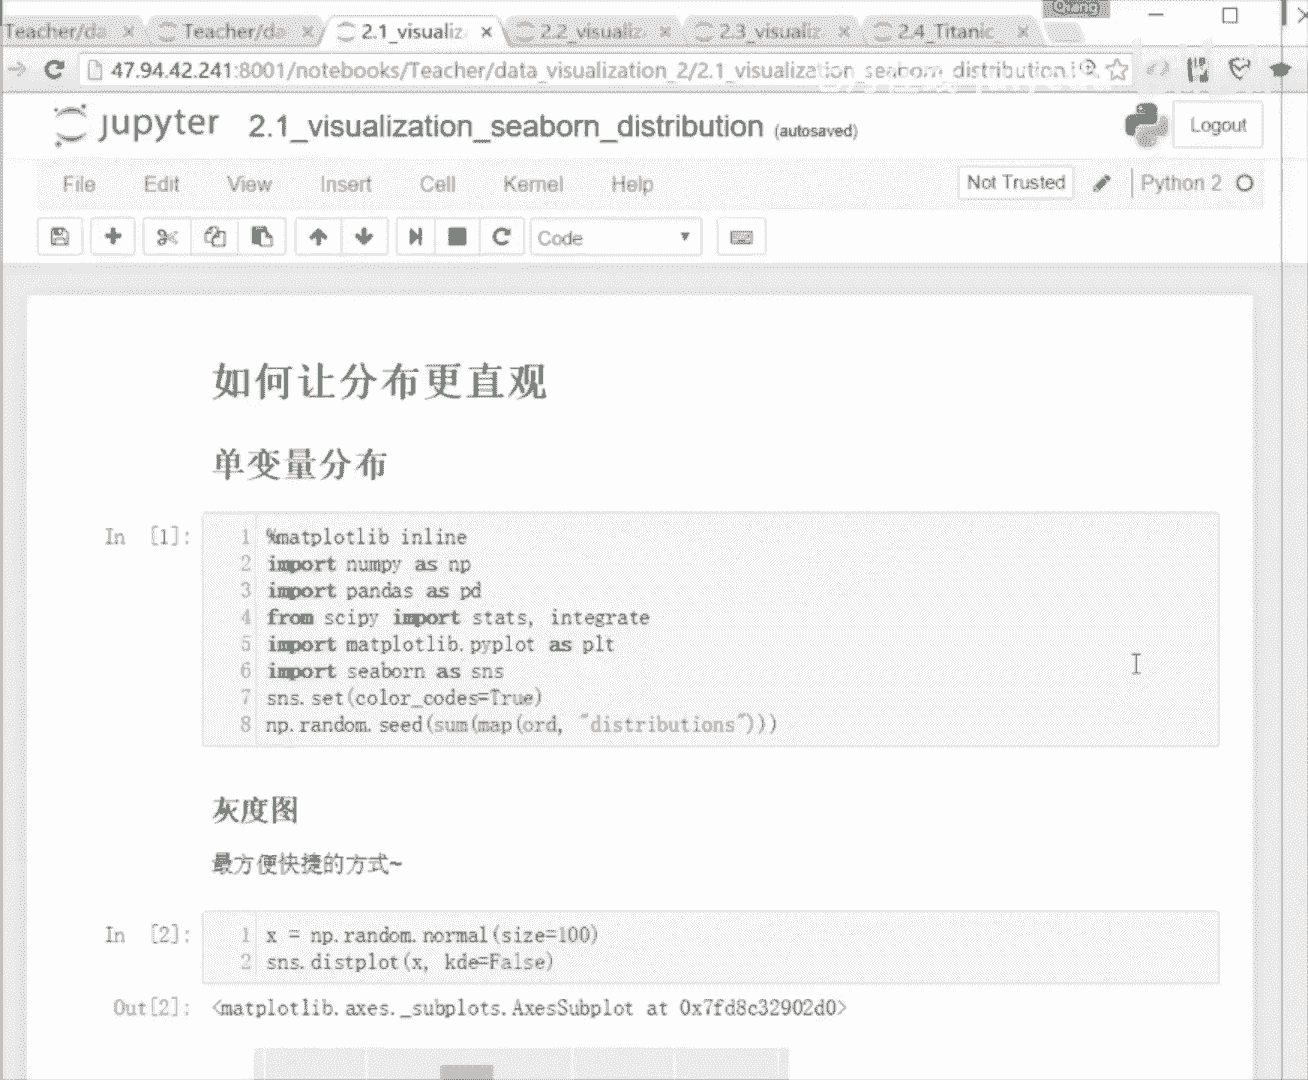 Qiang
Teacher/da
Teacher/da
2.1_visualiz
2.2_visualiz
2.3_visualiz
2.4_Titanic_
47.94.42.241:8001/notebooks/Teacher/data_visualization_2/2.1_visualization_seaborn_distribution.i
jupyter 2.1_visualization_seaborn_distribution (autosaved)
Logout
File Edit View Insert Cell Kernel Help
Not Trusted
Python 2
Code
如何让分布更直观
单变量分布
In [1]:
1 %matplotlib inline
2 import numpy as np
3 import pandas as pd
4 from scipy import stats, integrate
5 import matplotlib.pyplot as plt
6 import seaborn as sns
7 sns.set(color_codes=True)
8 np.random.seed(sum(map(ord, "distributions")))
灰度图
最方便快捷的方式~
In [2]:
1 x = np.random.normal(size=100)
2 sns.distplot(x, kde=False)
Out[2]: <matplotlib.axes._subplots.AxesSubplot at 0x7fd8c32902d0>